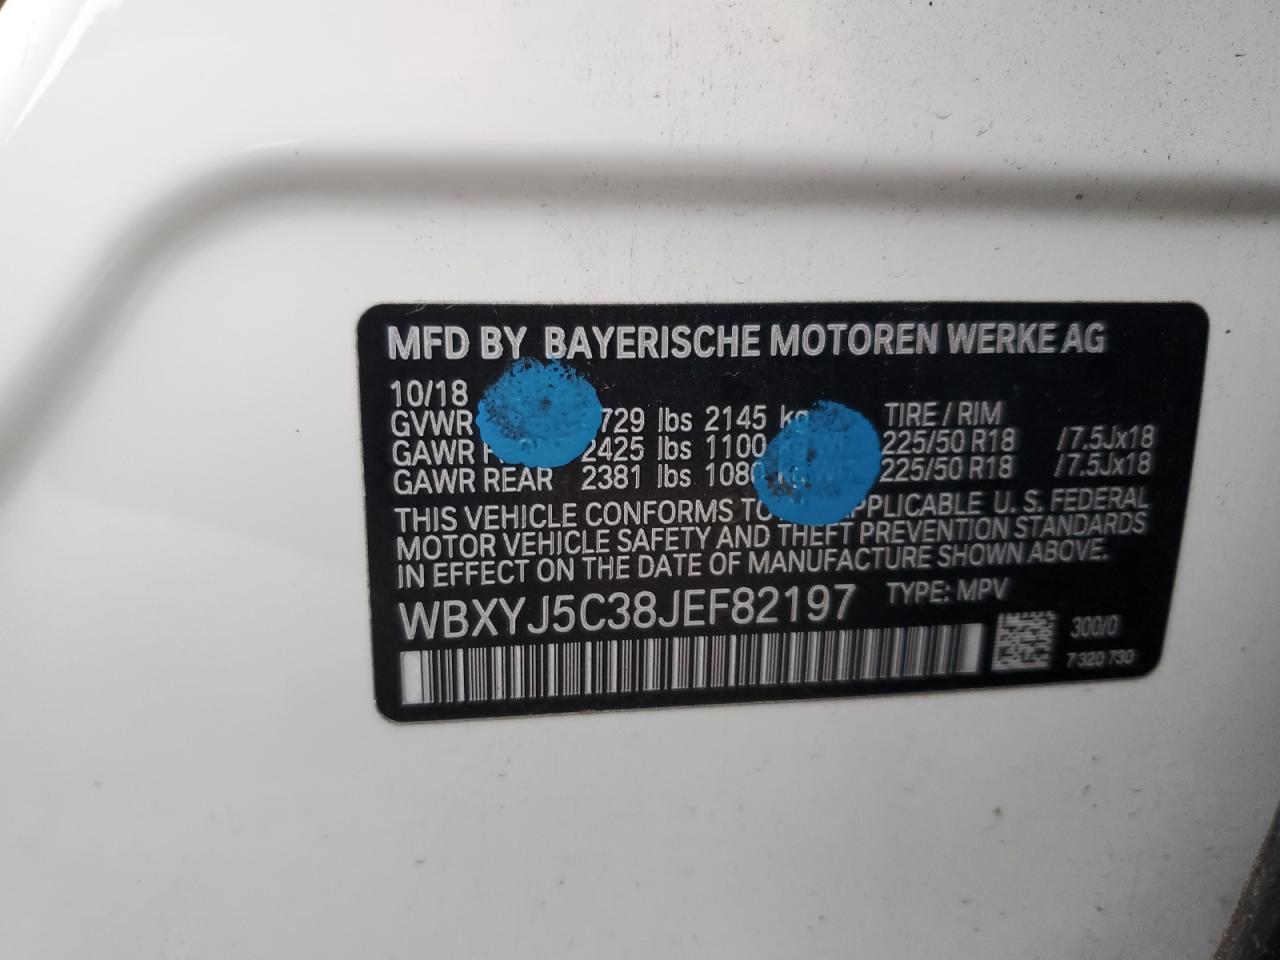 MFD BY BAYERISCHE MOTOREN WERKE AG
10/18
GVWR 729 lbs 2145 kg TIRE / RIM
GAWR 2425 lbs 1100 225/50 R18 /7.5Jx18
GAWR REAR 2381 lbs 1080 225/50 R18 /7.5Jx18
THIS VEHICLE CONFORMS TO APPLICABLE U. S. FEDERAL
MOTOR VEHICLE SAFETY AND THEFT PREVENTION STANDARDS
IN EFFECT ON THE DATE OF MANUFACTURE SHOWN ABOVE.
WBXYJ5C38JEF82197 TYPE: MPV
300/0
7 320 730